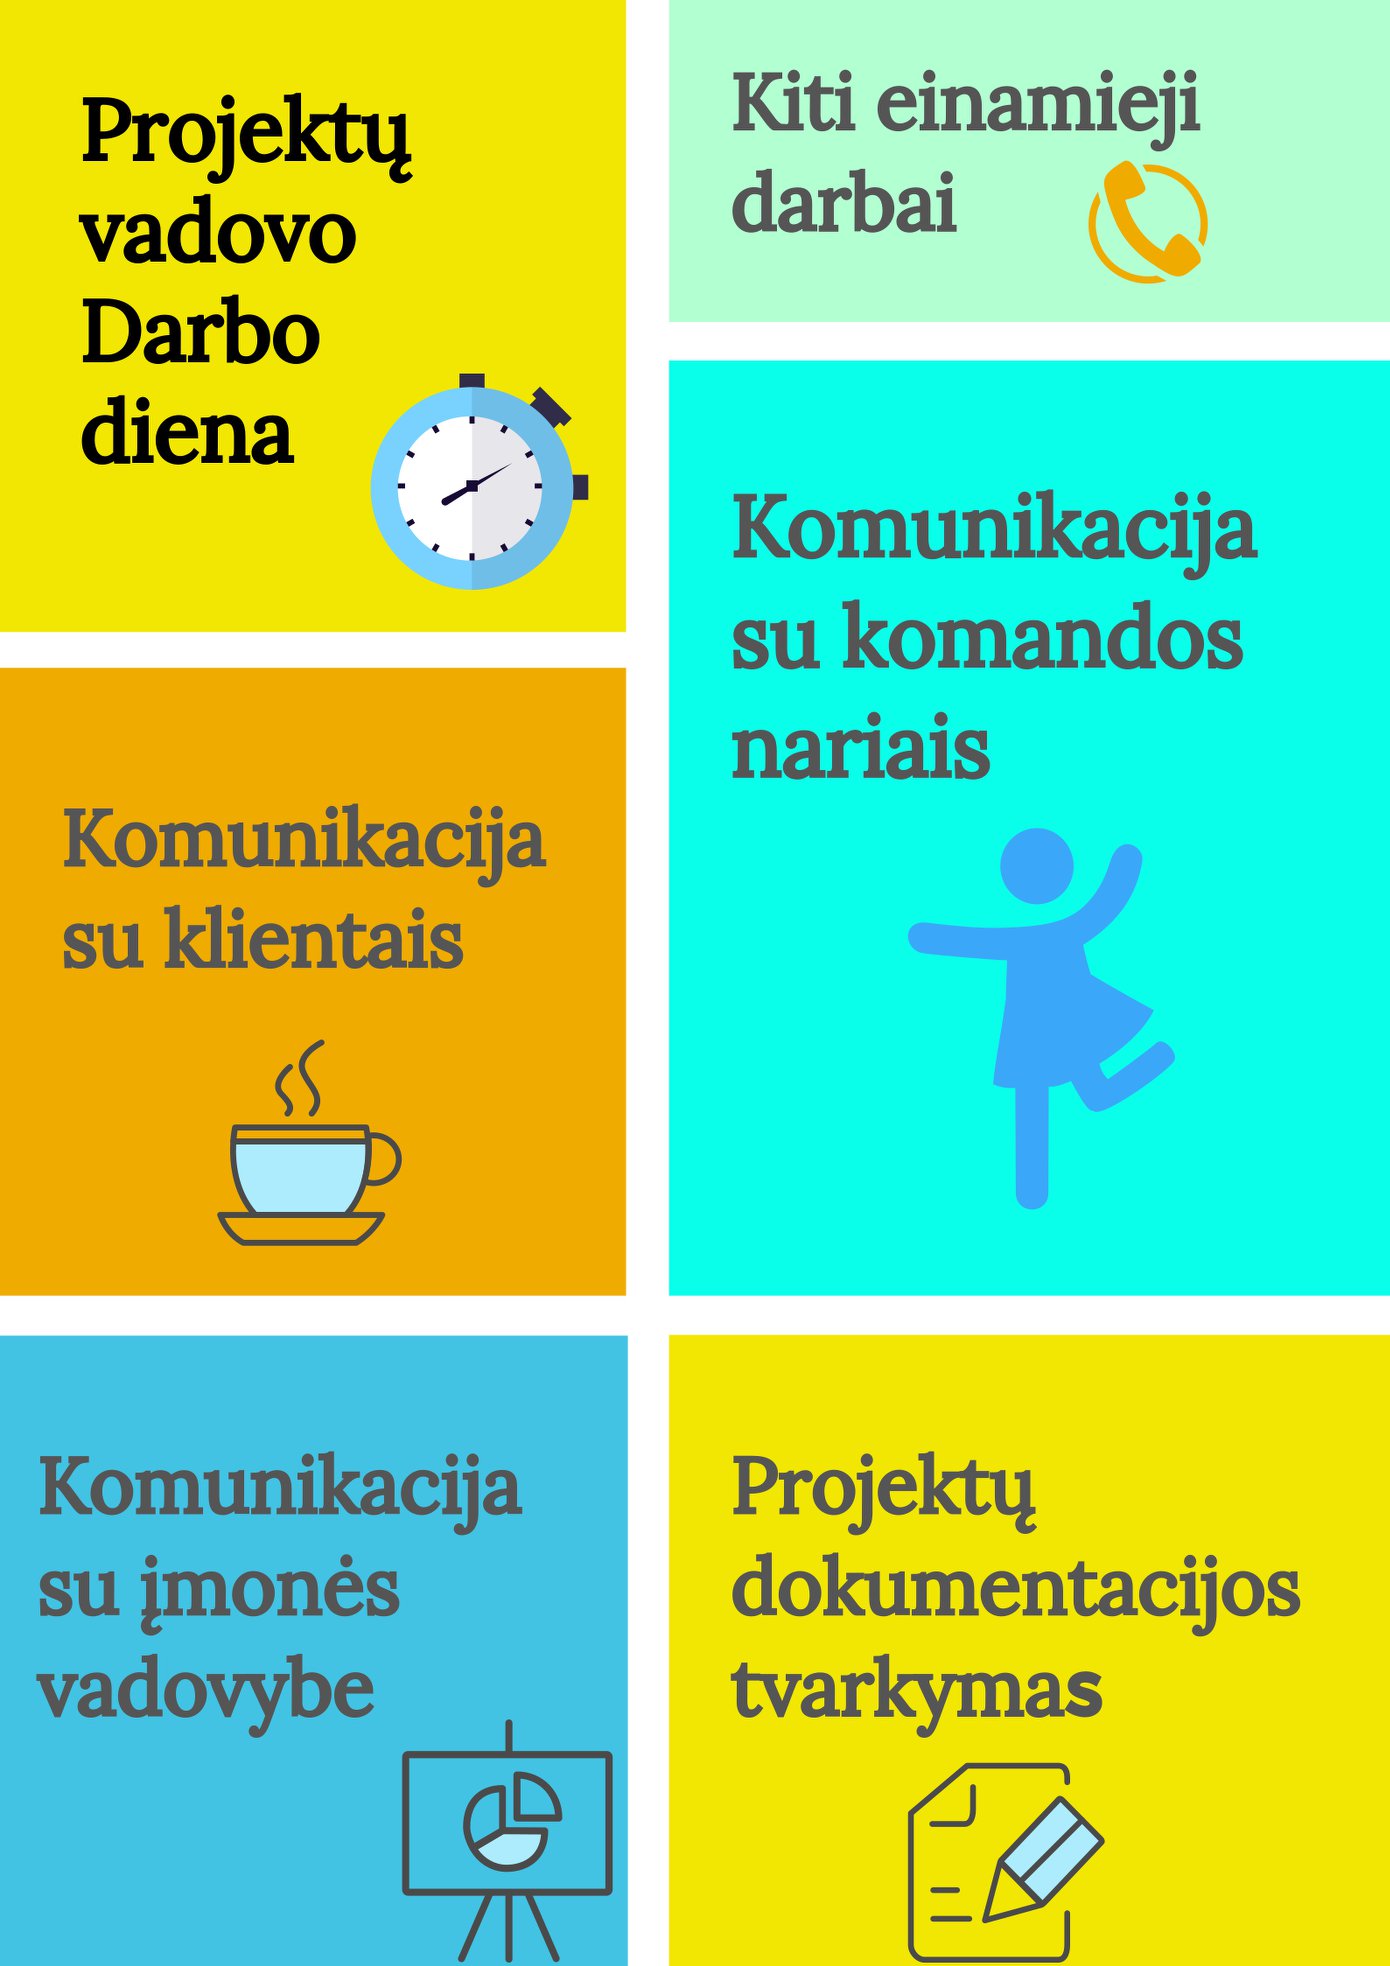 Projektų
vadovo
Darbo
diena
Kiti einamieji
darbai
Komunikacija
su komandos
nariais
Komunikacija
su klientais
Komunikacija
su įmonės
vadovybe
Projektų
dokumentacijos
tvarkymas